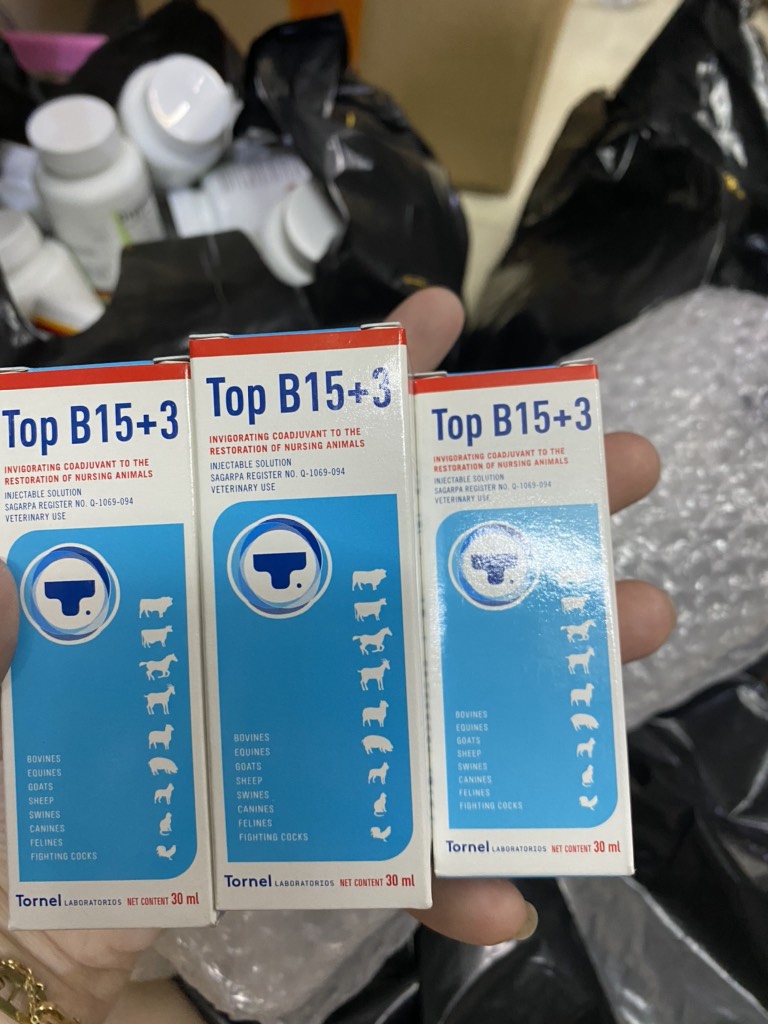 Top B15+3
INVIGORATING COADJUVANT TO THE
RESTORATION OF NURSING ANIMALS
INJECTABLE SOLUTION
SAGARPA REGISTER NO. Q-1069-094
VETERINARY USE
BOVINES
EQUINES
GOATS
SHEEP
SWINES
CANINES
FELINES
FIGHTING COCKS
Tornel LABORATORIOS NET CONTENT 30 ml
Top B15+3
INVIGORATING COADJUVANT TO THE
RESTORATION OF NURSING ANIMALS
INJECTABLE SOLUTION
SAGARPA REGISTER NO. Q-1069-094
VETERINARY USE
BOVINES
EQUINES
GOATS
SHEEP
SWINES
CANINES
FELINES
FIGHTING COCKS
Tornel LABORATORIOS NET CONTENT 30 ml
Top B15+3
INVIGORATING COADJUVANT TO THE
RESTORATION OF NURSING ANIMALS
INJECTABLE SOLUTION
SAGARPA REGISTER NO. Q-1069-094
VETERINARY USE
BOVINES
EQUINES
GOATS
SHEEP
SWINES
CANINES
FELINES
FIGHTING COCKS
Tornel LABORATORIOS NET CONTENT 30 ml